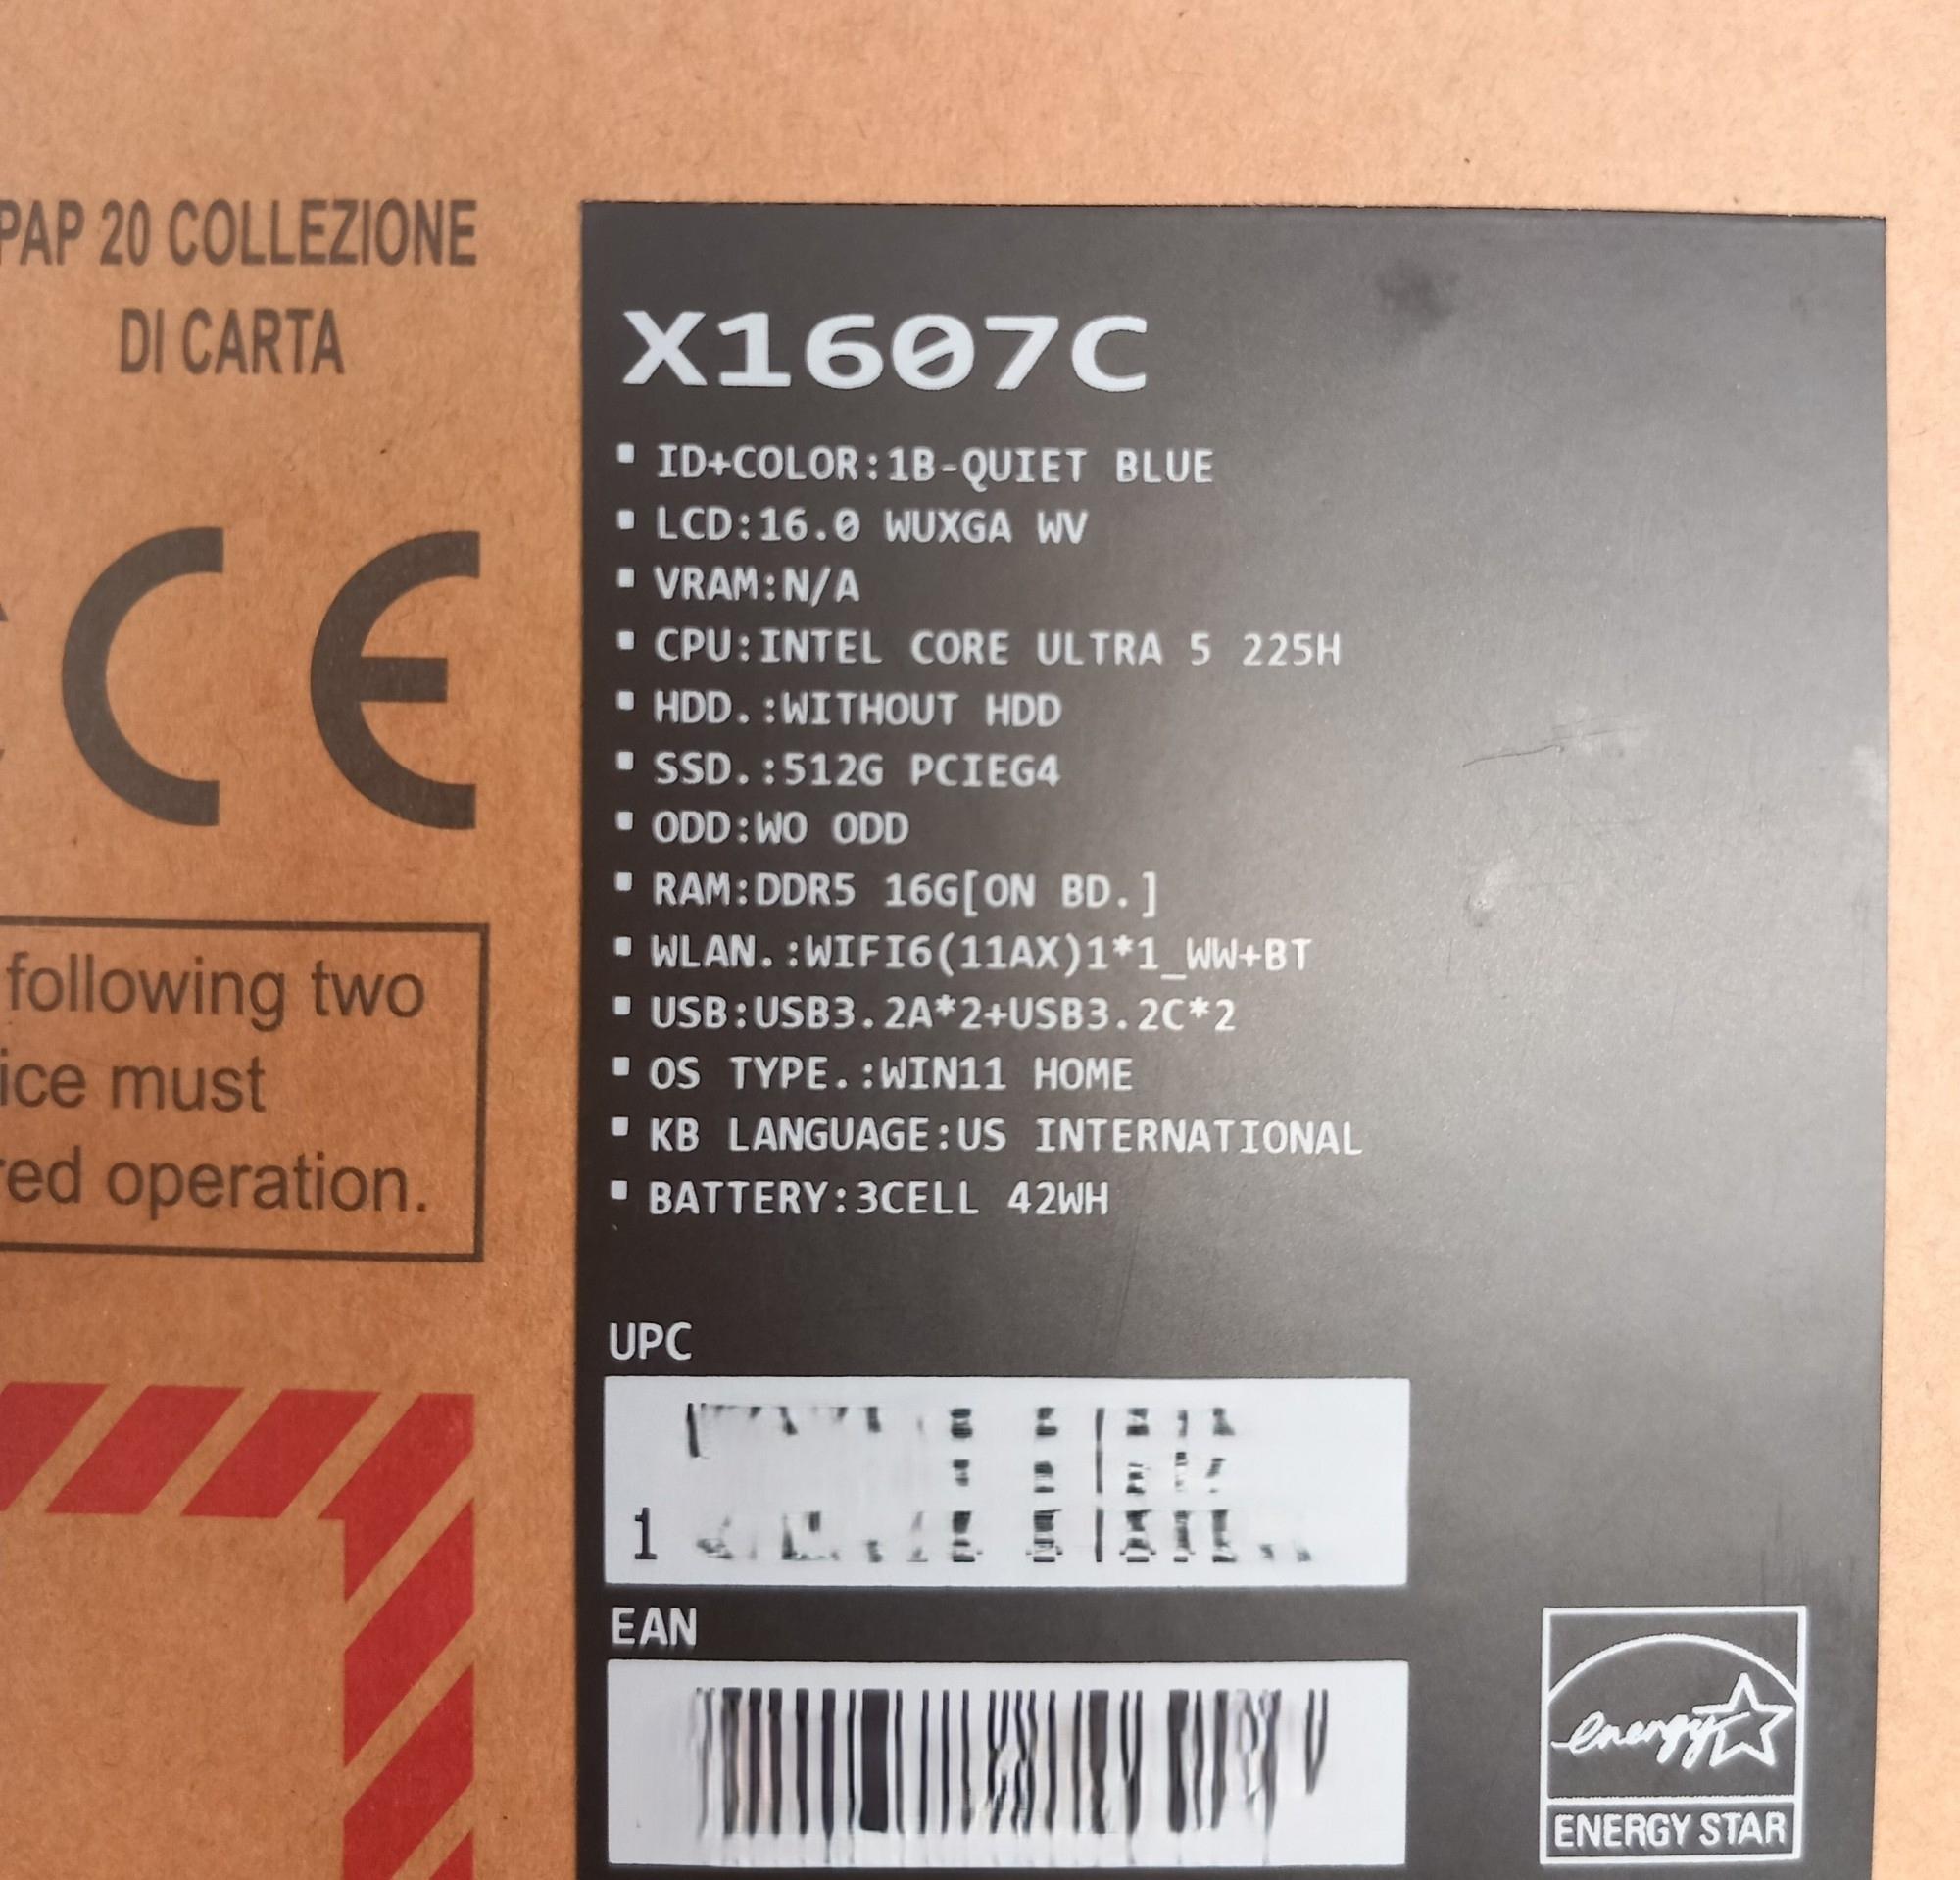 PAP 20 COLLEZIONE
DI CARTA
CE
following two
ice must
red operation.
X1607C
▪ ID+COLOR:1B-QUIET BLUE
▪ LCD:16.0 WUXGA WV
▪ VRAM:N/A
▪ CPU:INTEL CORE ULTRA 5 225H
▪ HDD.:WITHOUT HDD
▪ SSD.:512G PCIEG4
▪ ODD:WO ODD
▪ RAM:DDR5 16G[ON BD.]
▪ WLAN.:WIFI6(11AX)1*1_WW+BT
▪ USB:USB3.2A*2+USB3.2C*2
▪ OS TYPE.:WIN11 HOME
▪ KB LANGUAGE:US INTERNATIONAL
▪ BATTERY:3CELL 42WH
UPC
1
EAN
energy
ENERGY STAR